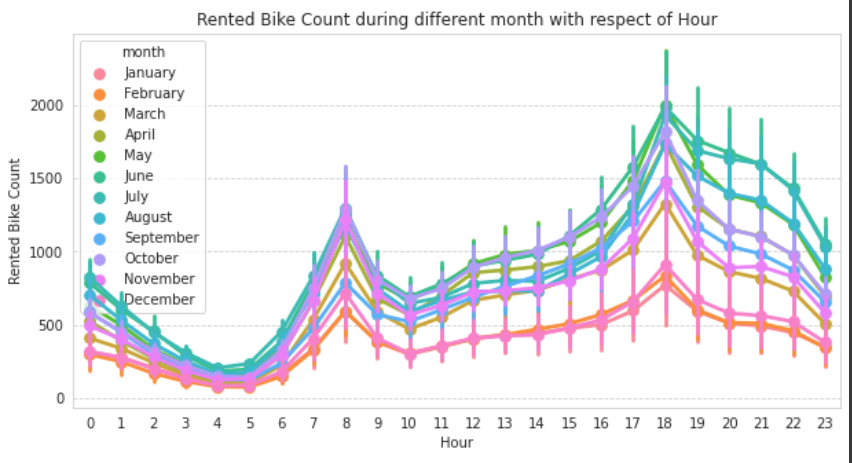 Rented Bike Count during different month with respect of Hour
month
January
February
March
April
May
June
July
August
September
October
November
December
Rented Bike Count
2000
1500
1000
500
0
0 1 2 3 4 5 6 7 8 9 10 11 12 13 14 15 16 17 18 19 20 21 22 23
Hour